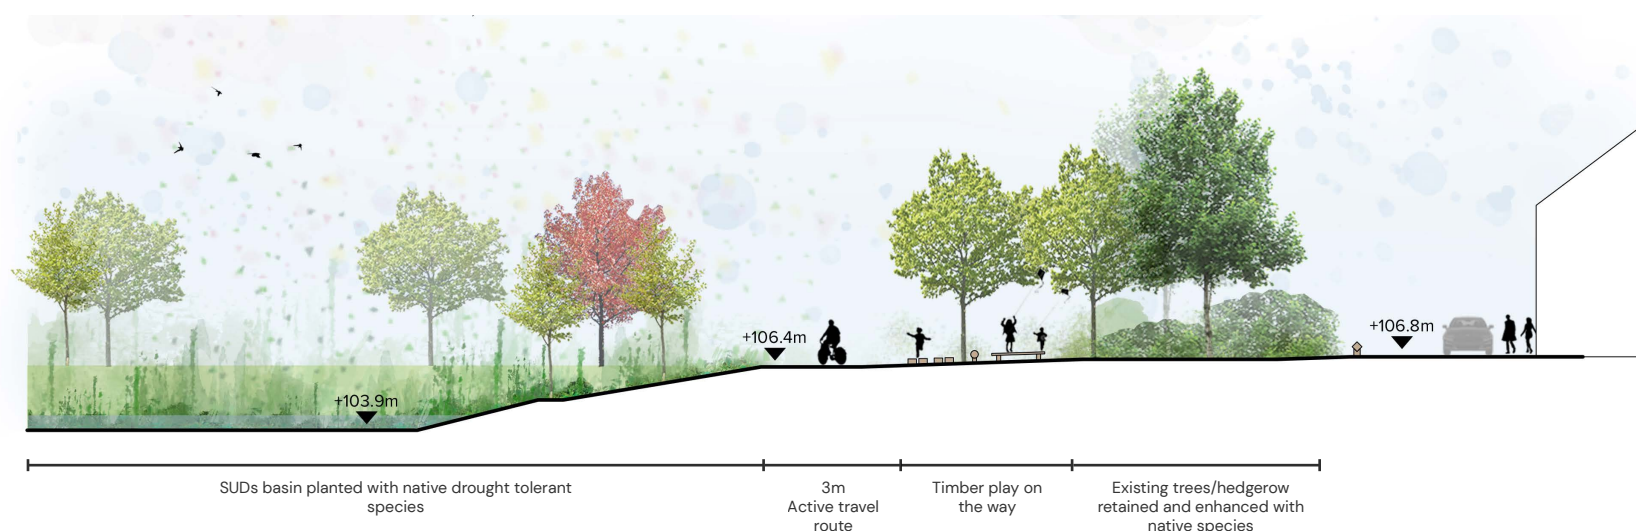 +106.8m
+106.4m
+103.9m
SUDs basin planted with native drought tolerant
species
3m
Active travel
route
Timber play on
the way
Existing trees/hedgerow
retained and enhanced with
native species